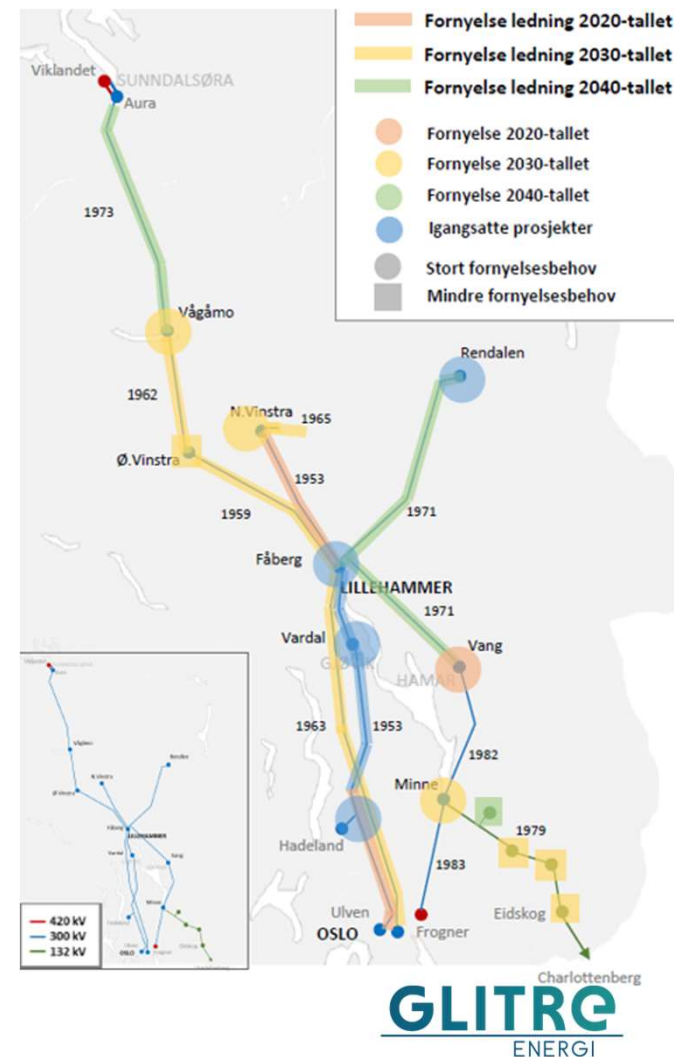 Fornyelse ledning 2020-tallet
Fornyelse ledning 2030-tallet
Fornyelse ledning 2040-tallet
Fornyelse 2020-tallet
Fornyelse 2030-tallet
Fornyelse 2040-tallet
Igangsatte prosjekter
Stort fornyelsesbehov
Mindre fornyelsesbehov
Viklandet
SUNNDALSØRA
Aura
1973
Vågåmo
Rendalen
1962
N.Vinstra
1965
Ø.Vinstra
1953
1959
1971
Fåberg
LILLEHAMMER
1971
Vardal
Vang
HAMAR
1963
1953
1982
Minne
1979
Hadeland
1983
Eidskog
Ulven
OSLO
Frogner
Charlottenberg
420 kV
300 kV
132 kV
GLITRE
ENERGI